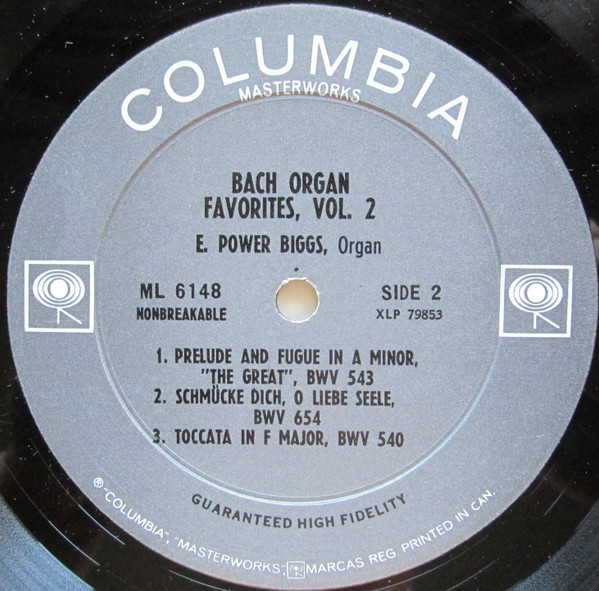 COLUMBIA
MASTERWORKS
BACH ORGAN
FAVORITES, VOL. 2
E. POWER BIGGS, Organ
ML 6148
NONBREAKABLE
SIDE 2
XLP 79853
1. PRELUDE AND FUGUE IN A MINOR,
"THE GREAT", BWV 543
2. SCHMÜCKE DICH, O LIEBE SEELE,
BWV 654
3. TOCCATA IN F MAJOR, BWV 540
GUARANTEED HIGH FIDELITY
® "COLUMBIA", "MASTERWORKS", MARCAS REG. PRINTED IN CAN.